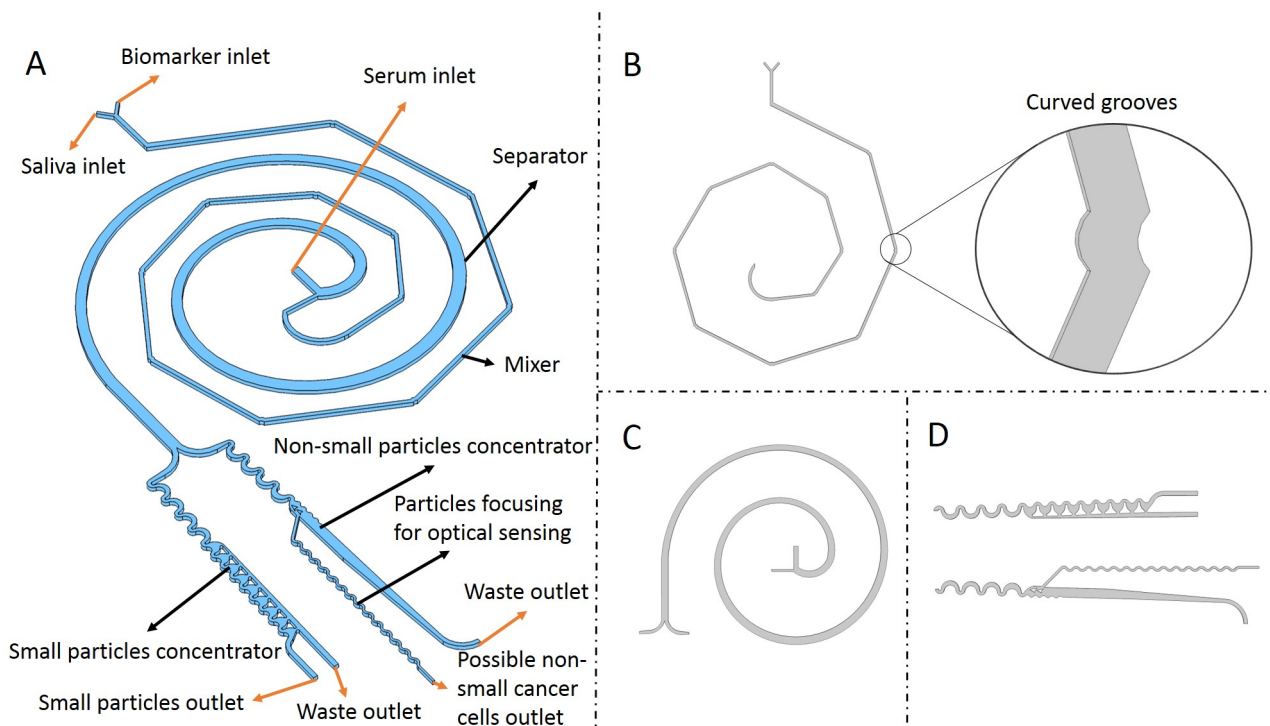 A
Biomarker inlet
Serum inlet
Saliva inlet
Separator
Mixer
Non-small particles concentrator
Particles focusing
for optical sensing
Waste outlet
Small particles concentrator
Small particles outlet
Waste outlet
Possible non-
small cancer
cells outlet
B
Curved grooves
C
D